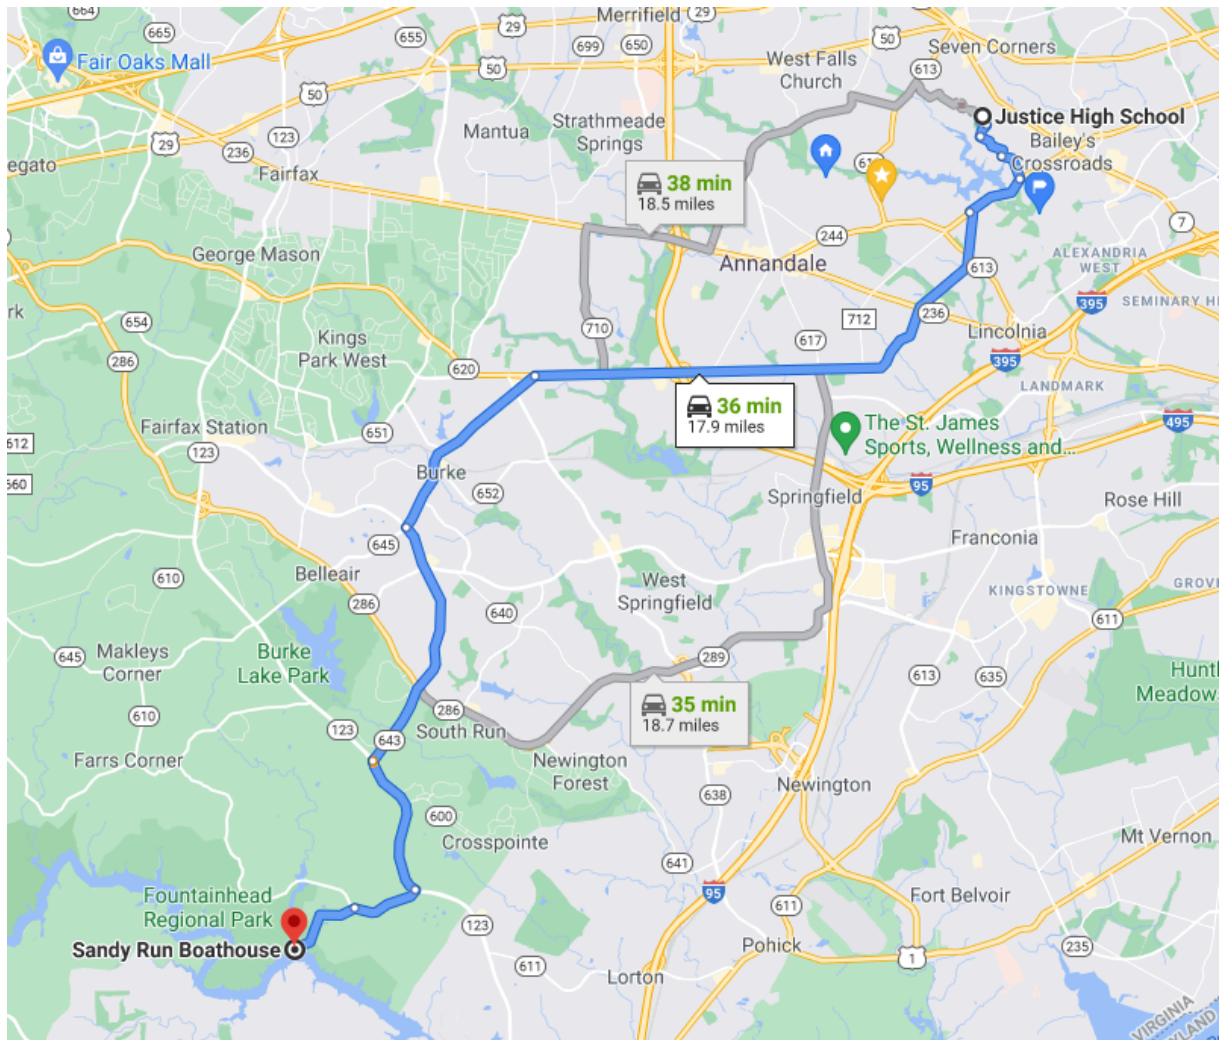 664
29
Merrifield
29
665
655
699
650
50
Seven Corners
Fair Oaks Mall
50
West Falls
Church
613
50
Justice High School
Strathmeade
Springs
Mantua
123
29
236
Bailey's
Crossroads
egato
Fairfax
38 min
18.5 miles
7
244
George Mason
Annandale
ALEXANDRIA
WEST
613
395
SEMINARY
rk
654
236
712
710
Kings
Park West
617
Lincolnia
286
620
395
LANDMARK
36 min
17.9 miles
495
The St. James
Sports, Wellness and...
Fairfax Station
651
612
123
Burke
660
652
95
Springfield
Rose Hill
645
Franconia
610
Belleair
West
Springfield
KINGSTOWNE
GROV
286
640
611
Makleys
Corner
645
Burke
Lake Park
289
613
635
Hunt
Meadow
610
286
35 min
18.7 miles
123
643
South Run
Farrs Corner
Newington
Forest
Newington
638
600
Crosspointe
Mt Vernon
641
Fountainhead
Regional Park
95
Fort Belvoir
611
123
Sandy Run Boathouse
Pohick
235
1
611
Lorton
VIRGINIA
YLAND